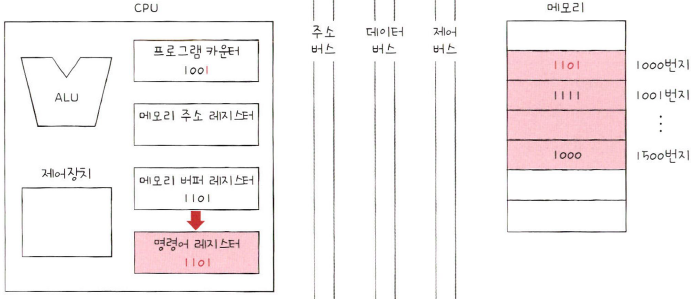 CPU
ALU
제어장치
프로그램 카운터
1001
메모리 주소 레지스터
메모리 버퍼 레지스터
1101
명령어 레지스터
1101
주소
버스
데이터
버스
제어
버스
메모리
1101
1000번지
1111
1001번지
⋮
1000
1500번지